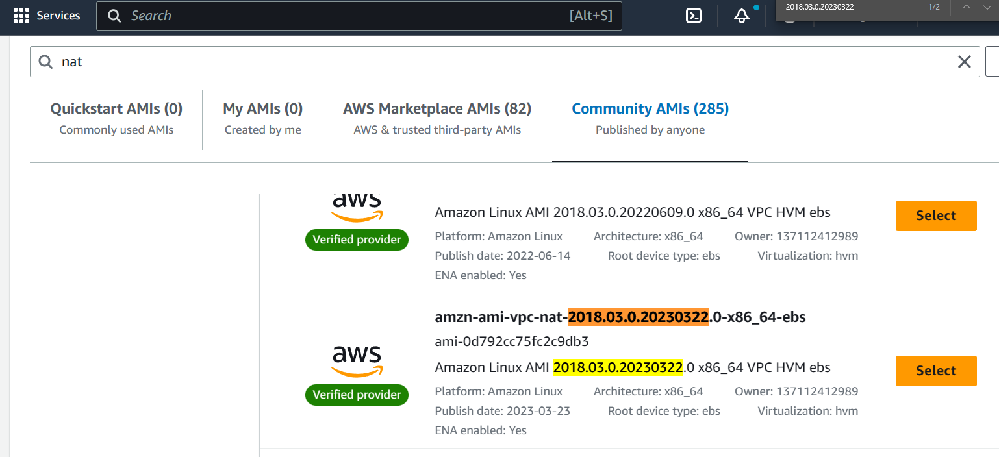 Services
Search
[Alt+S]
2018.03.0.20230322
1/2
nat
Quickstart AMIs (0)
Commonly used AMIs
My AMIs (0)
Created by me
AWS Marketplace AMIs (82)
AWS & trusted third-party AMIs
Community AMIs (285)
Published by anyone
aws
Verified provider
Amazon Linux AMI 2018.03.0.20220609.0 x86_64 VPC HVM ebs
Platform: Amazon Linux Architecture: x86_64 Owner: 137112412989
Publish date: 2022-06-14 Root device type: ebs Virtualization: hvm
ENA enabled: Yes
Select
aws
Verified provider
amzn-ami-vpc-nat-2018.03.0.20230322.0-x86_64-ebs
ami-0d792cc75fc2c9db3
Amazon Linux AMI 2018.03.0.20230322.0 x86_64 VPC HVM ebs
Platform: Amazon Linux Architecture: x86_64 Owner: 137112412989
Publish date: 2023-03-23 Root device type: ebs Virtualization: hvm
ENA enabled: Yes
Select